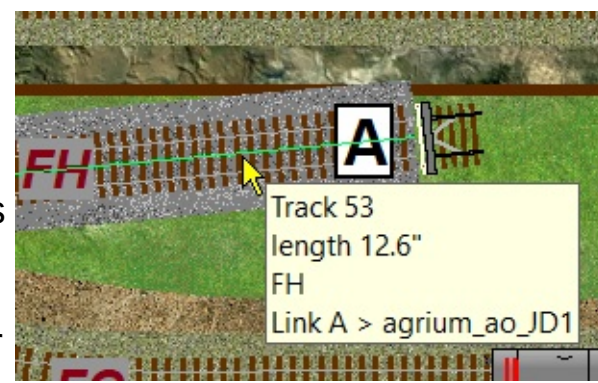 FH
A
Track 53
length 12.6"
FH
Link A > agrium_ao_JD1